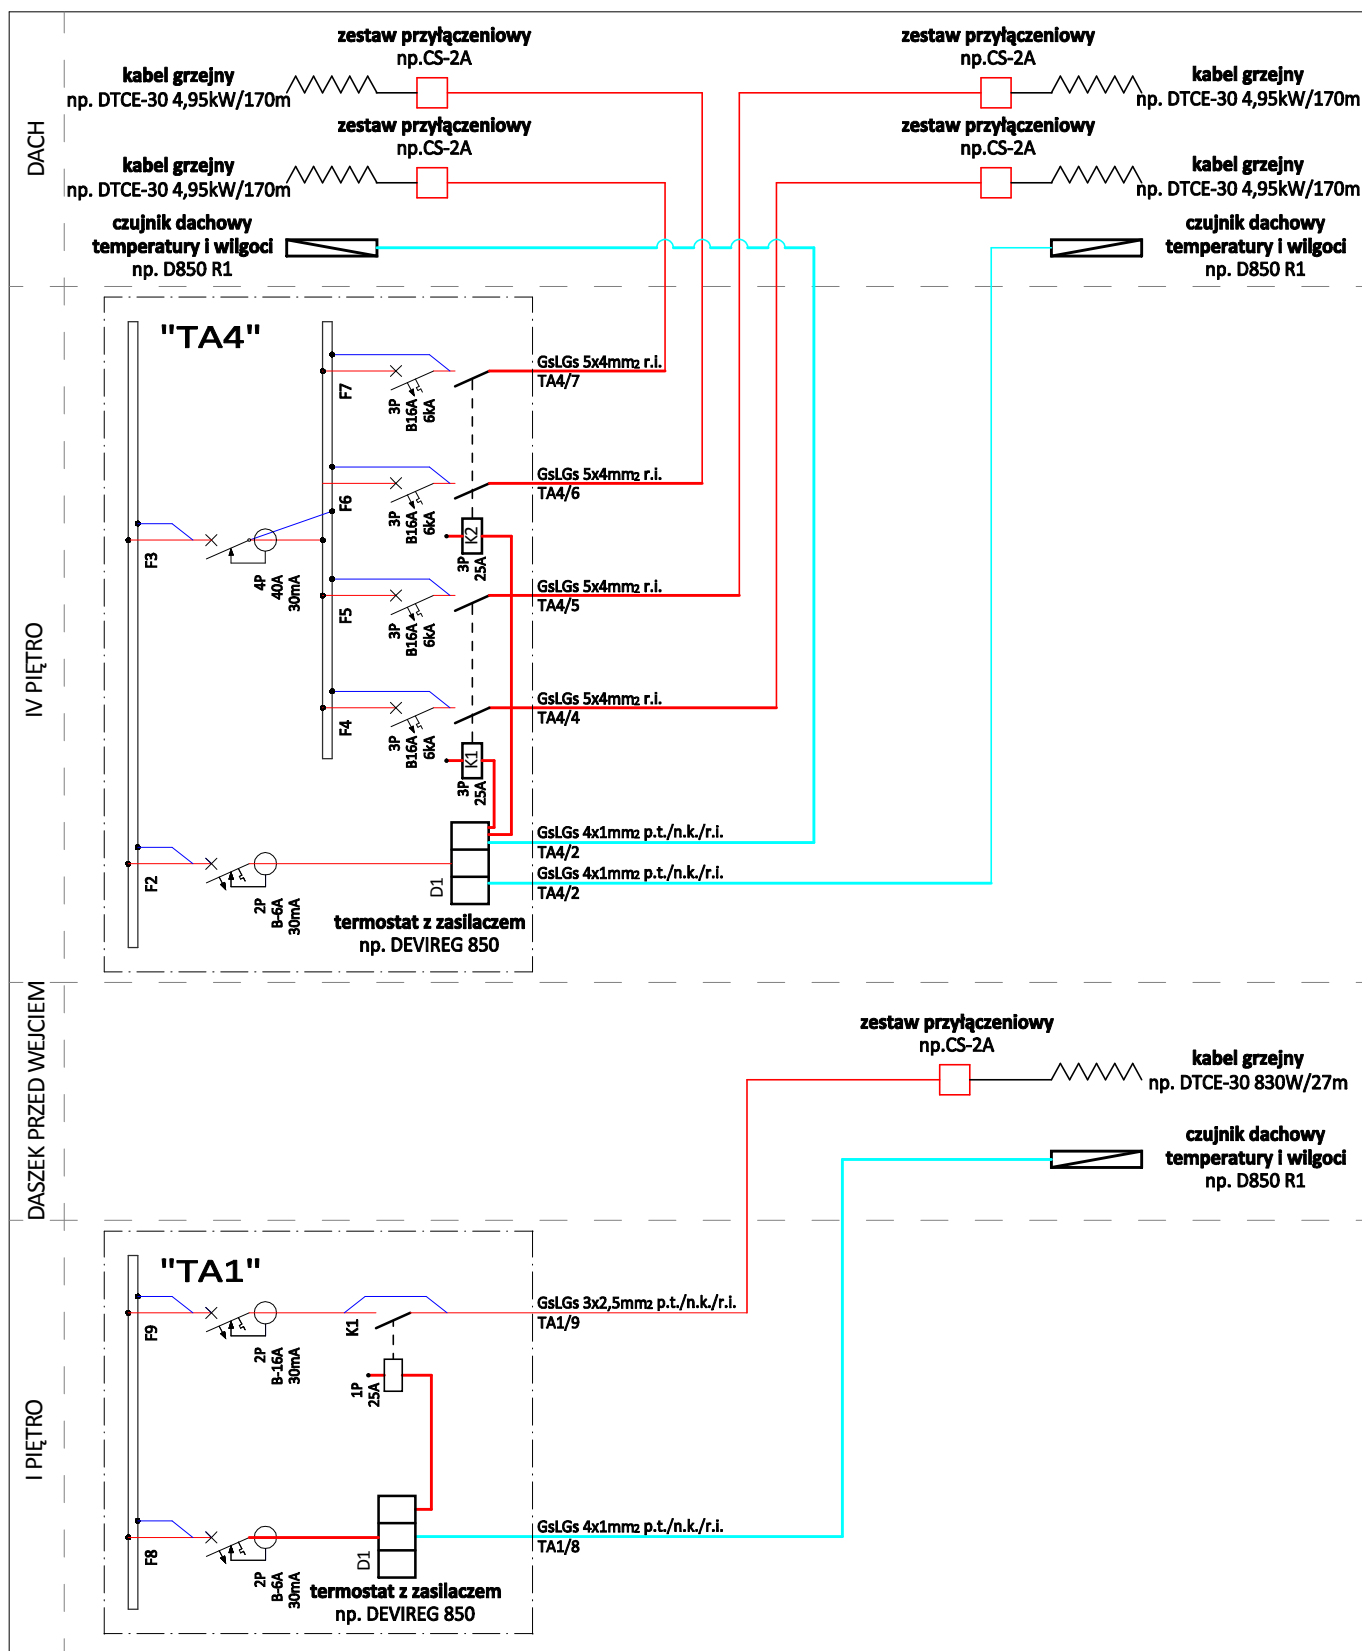 DACH
zestaw przyłączeniowy
np.CS-2A
kabel grzejny
np. DTCE-30 4,95kW/170m
zestaw przyłączeniowy
np.CS-2A
kabel grzejny
np. DTCE-30 4,95kW/170m
czujnik dachowy
temperatury i wilgoci
np. D850 R1
zestaw przyłączeniowy
np.CS-2A
kabel grzejny
np. DTCE-30 4,95kW/170m
zestaw przyłączeniowy
np.CS-2A
kabel grzejny
np. DTCE-30 4,95kW/170m
czujnik dachowy
temperatury i wilgoci
np. D850 R1
IV PIĘTRO
"TA4"
F7
3P
B16A
6kA
GsLGs 5x4mm2 r.i.
TA4/7
F6
3P
B16A
6kA
GsLGs 5x4mm2 r.i.
TA4/6
F3
4P
40A
30mA
K2
3P
25A
F5
3P
B16A
6kA
GsLGs 5x4mm2 r.i.
TA4/5
F4
3P
B16A
6kA
GsLGs 5x4mm2 r.i.
TA4/4
K1
3P
25A
F2
2P
B-6A
30mA
D1
GsLGs 4x1mm2 p.t./n.k./r.i.
TA4/2
GsLGs 4x1mm2 p.t./n.k./r.i.
TA4/2
termostat z zasilaczem
np. DEVIREG 850
DASZEK PRZED WEJCIEM
zestaw przyłączeniowy
np.CS-2A
kabel grzejny
np. DTCE-30 830W/27m
czujnik dachowy
temperatury i wilgoci
np. D850 R1
I PIĘTRO
"TA1"
F9
2P
B-16A
30mA
K1
1P
25A
GsLGs 3x2,5mm2 p.t./n.k./r.i.
TA1/9
F8
2P
B-6A
30mA
D1
GsLGs 4x1mm2 p.t./n.k./r.i.
TA1/8
termostat z zasilaczem
np. DEVIREG 850